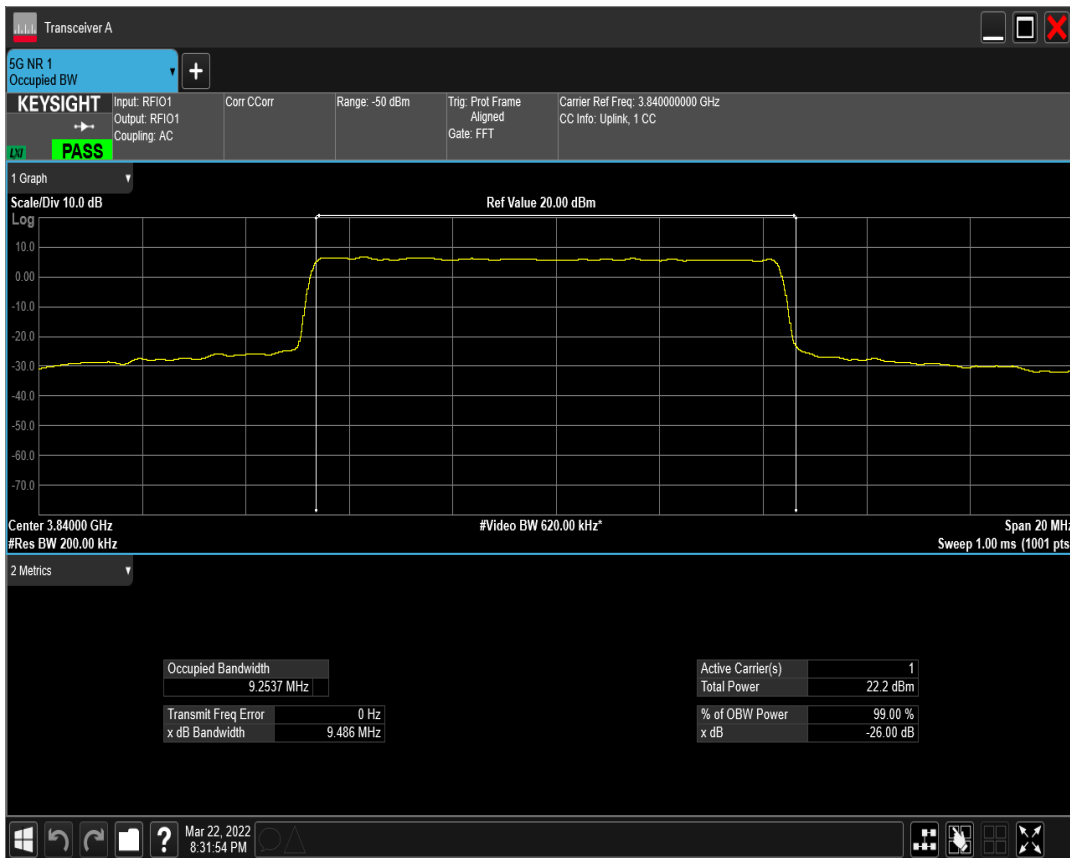 Transceiver A
5G NR 1
Occupied BW
KEYSIGHT
LXI
PASS
Input: RFIO1
Output: RFIO1
Coupling: AC
Corr CCorr
Range: -50 dBm
Trig: Prot Frame
Aligned
Gate: FFT
Carrier Ref Freq: 3.840000000 GHz
CC Info: Uplink, 1 CC
1 Graph
Scale/Div 10.0 dB
Ref Value 20.00 dBm
Log
10.0
0.00
-10.0
-20.0
-30.0
-40.0
-50.0
-60.0
-70.0
Center 3.84000 GHz
#Video BW 620.00 kHz*
Span 20 MHz
#Res BW 200.00 kHz
Sweep 1.00 ms (1001 pts
2 Metrics
Occupied Bandwidth
9.2537 MHz
Transmit Freq Error 0 Hz
x dB Bandwidth 9.486 MHz
Active Carrier(s) 1
Total Power 22.2 dBm
% of OBW Power 99.00 %
x dB -26.00 dB
?
Mar 22, 2022
8:31:54 PM